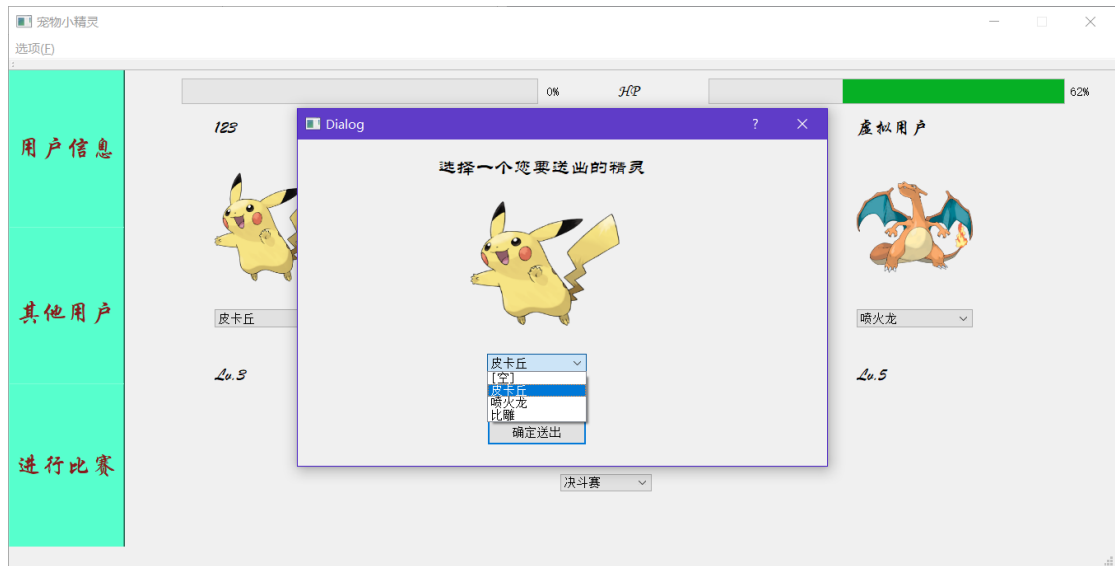 宠物小精灵
选项(F)
0%
HP
62%
用户信息
123
Dialog
?
虚拟用户
选择一个您要送出的精灵
其他用户
皮卡丘
喷火龙
皮卡丘
[空]
皮卡丘
喷火龙
比雕
Lv.3
Lv.5
确定送出
进行比赛
决斗赛